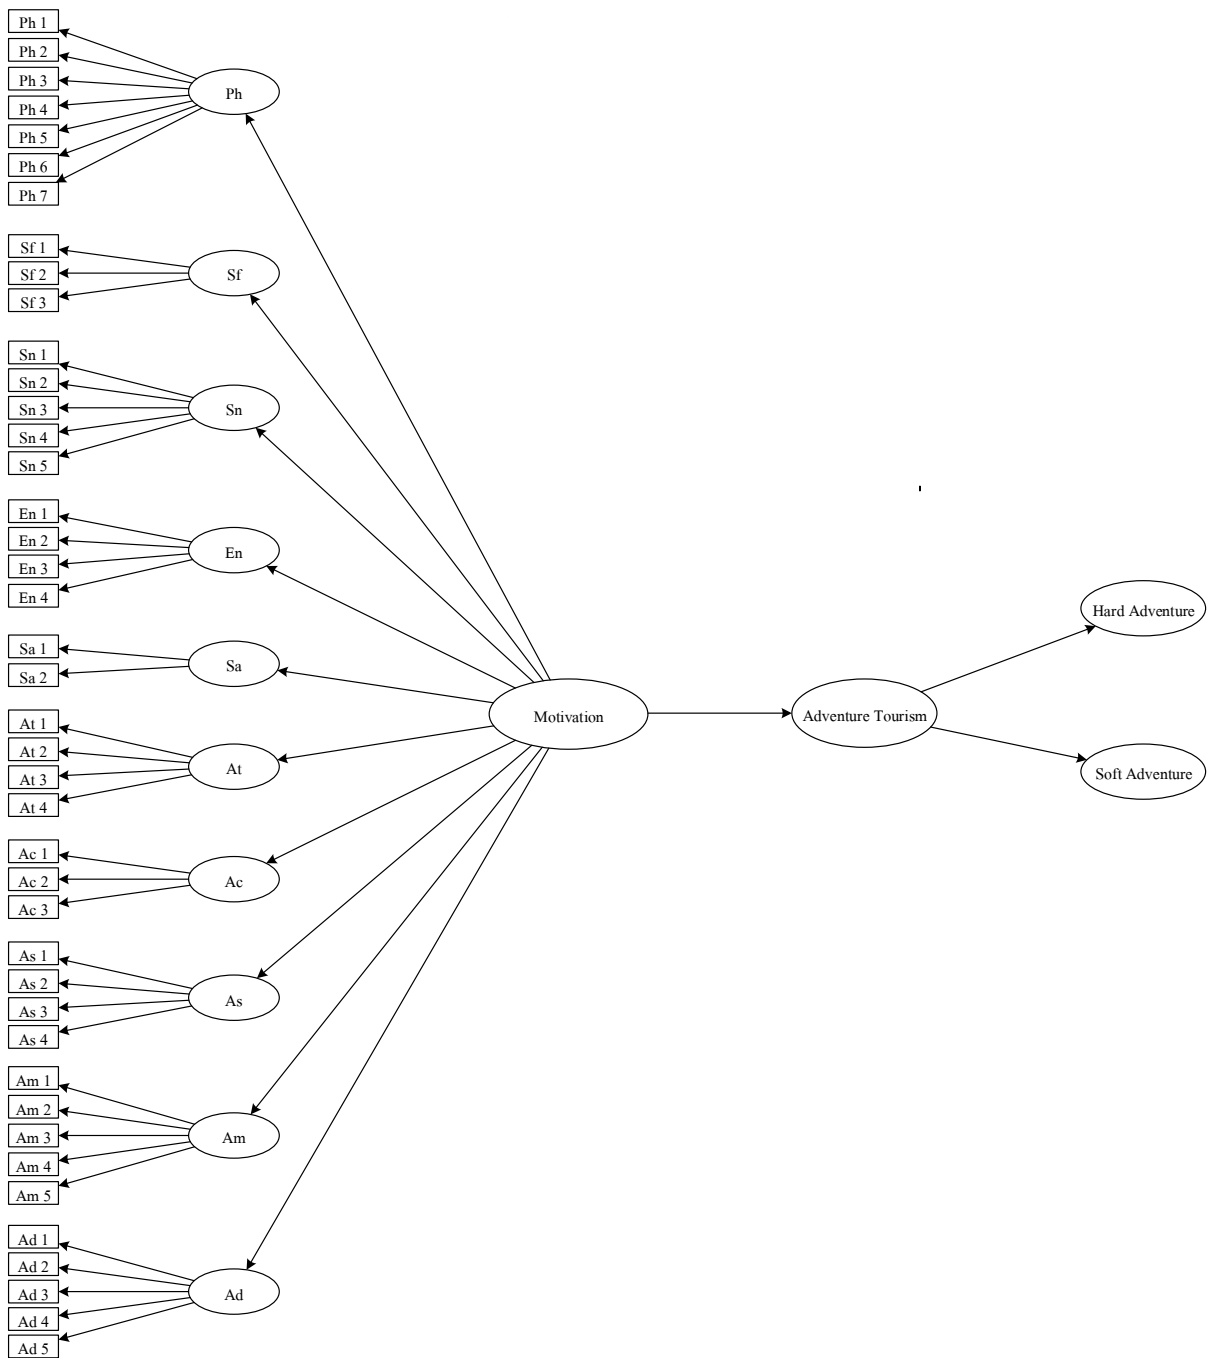 Ph 1
Ph 2
Ph 3
Ph 4
Ph 5
Ph 6
Ph 7
Ph
Sf 1
Sf 2
Sf 3
Sf
Sn 1
Sn 2
Sn 3
Sn 4
Sn 5
Sn
En 1
En 2
En 3
En 4
En
Sa 1
Sa 2
Sa
At 1
At 2
At 3
At 4
At
Ac 1
Ac 2
Ac 3
Ac
As 1
As 2
As 3
As 4
As
Am 1
Am 2
Am 3
Am 4
Am 5
Am
Ad 1
Ad 2
Ad 3
Ad 4
Ad 5
Ad
Motivation
Adventure Tourism
Hard Adventure
Soft Adventure